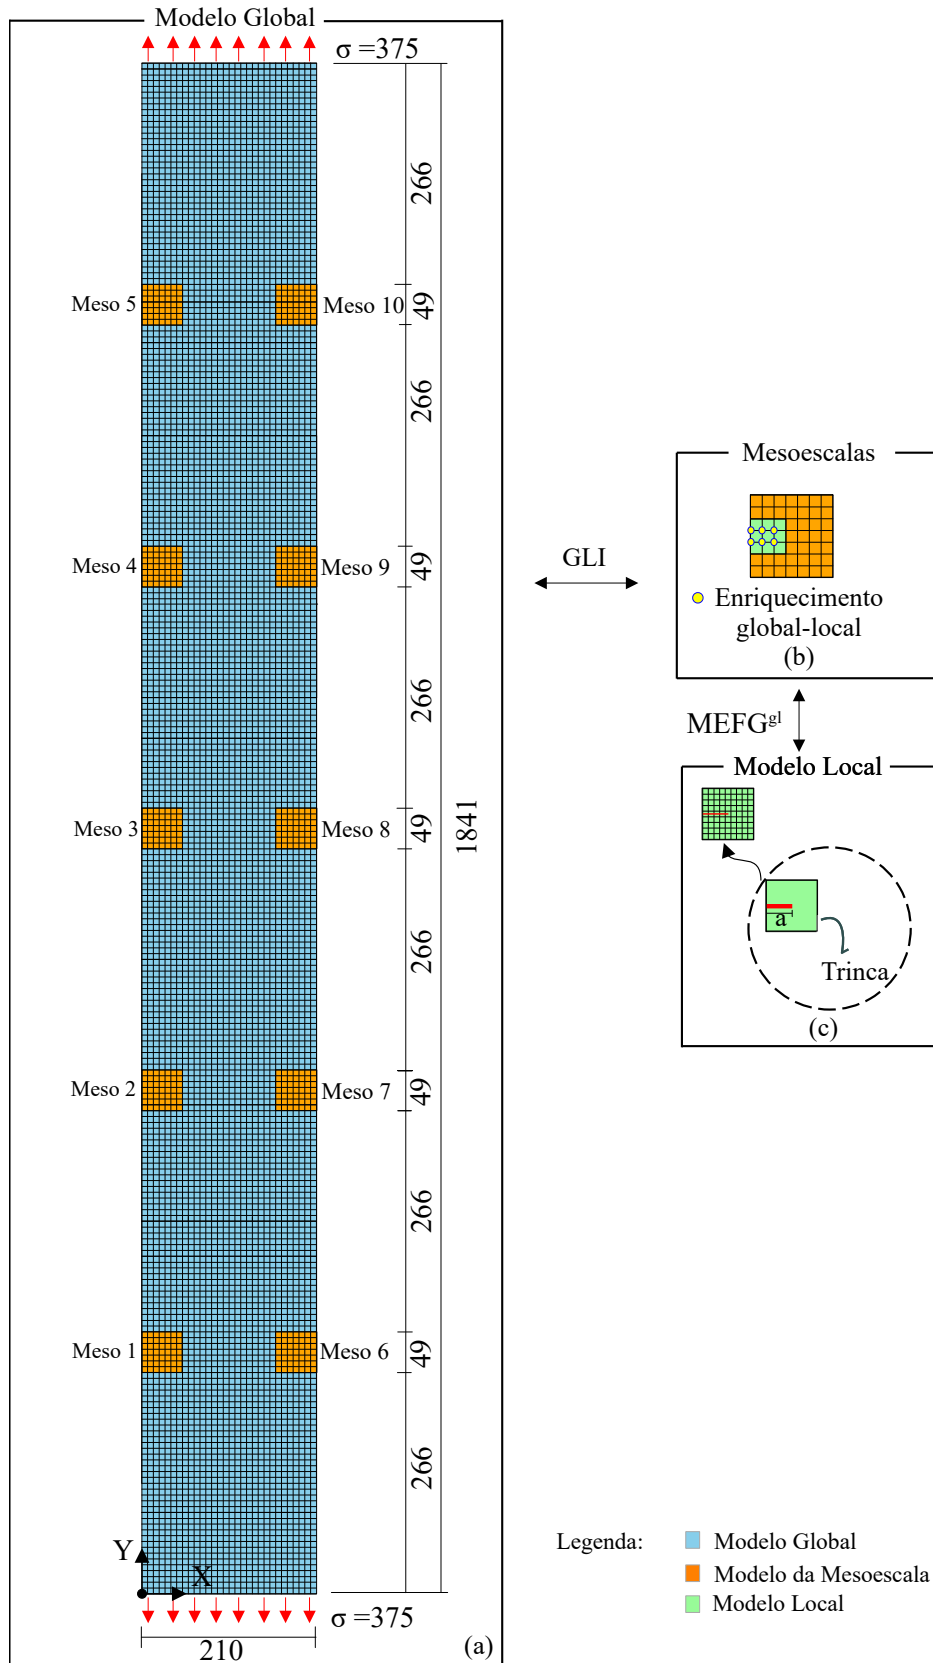 Modelo Global
σ =375
266
Meso 5
Meso 10
49
266
Meso 4
Meso 9
49
266
Meso 3
Meso 8
49
1841
266
Meso 2
Meso 7
49
266
Meso 1
Meso 6
49
266
Y
X
σ =375
210
(a)
GLI
Mesoescalas
Enriquecimento
global-local
(b)
MEFGgl
Modelo Local
a
Trinca
(c)
Legenda:
Modelo Global
Modelo da Mesoescala
Modelo Local